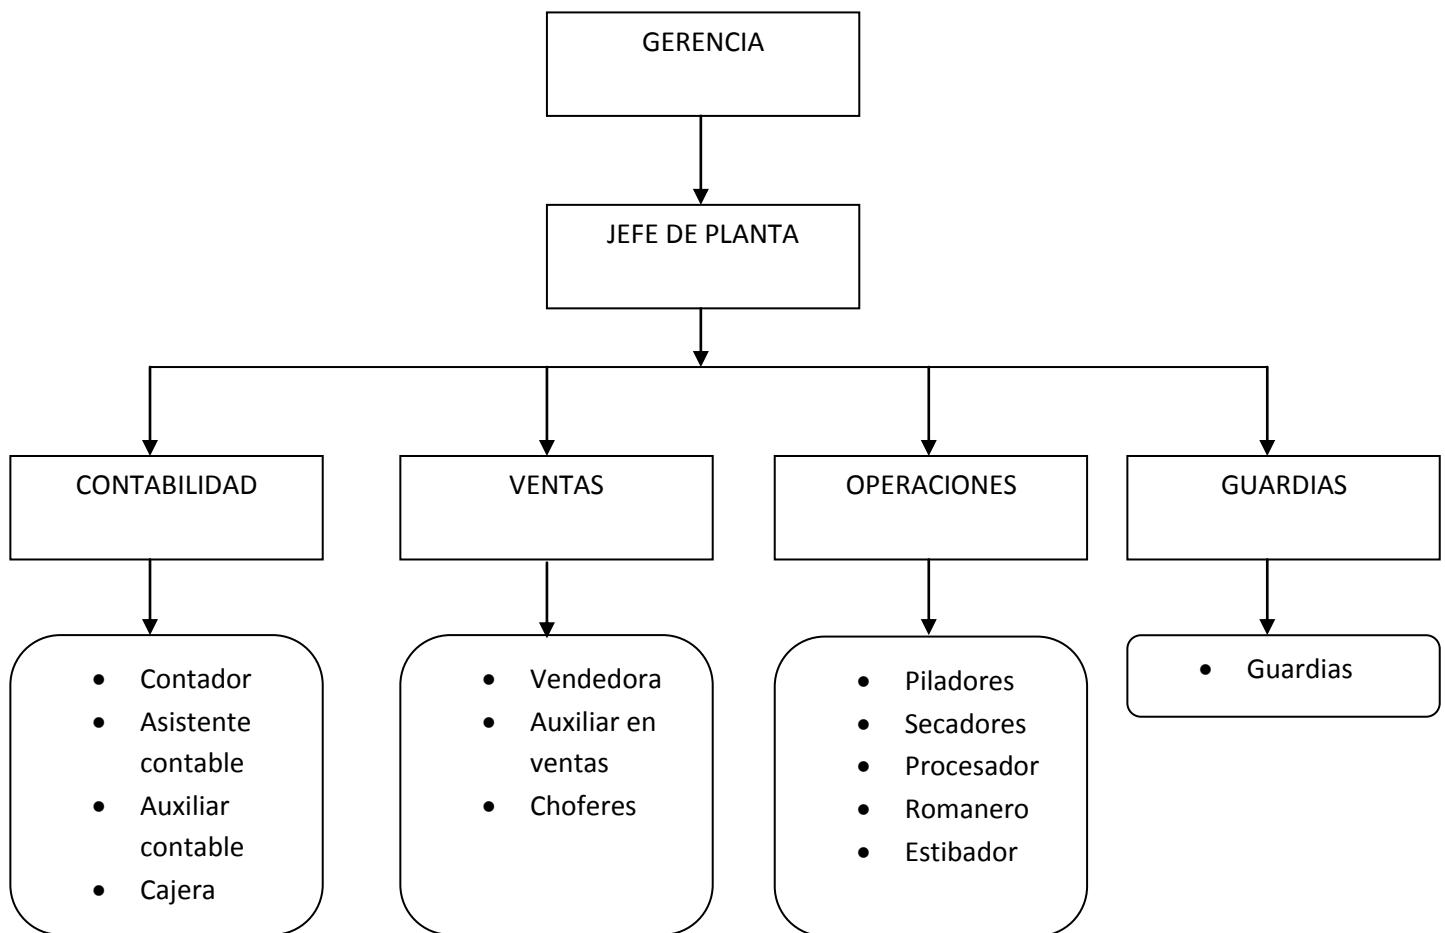 GERENCIA
JEFE DE PLANTA
CONTABILIDAD
VENTAS
OPERACIONES
GUARDIAS
• Contador
• Asistente
contable
• Auxiliar
contable
• Cajera
• Vendedora
• Auxiliar en
ventas
• Choferes
• Piladores
• Secadores
• Procesador
• Romanero
• Estibador
• Guardias